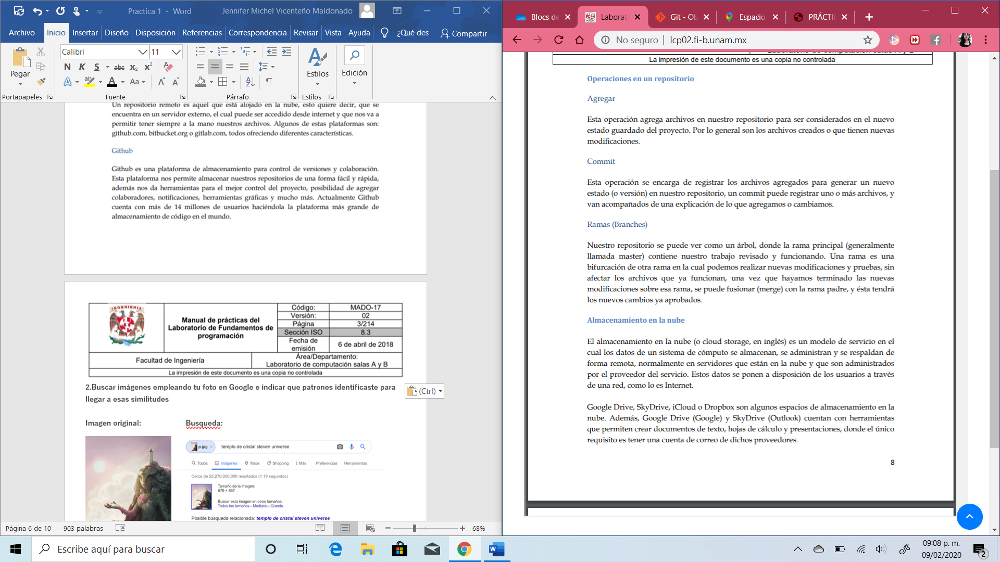 Practica 1 - Word
Jennifer Michel Vicenteño Maldonado
Archivo Inicio Insertar Diseño Disposición Referencias Correspondencia Revisar Vista Ayuda ¿Qué des Compartir
Pegar
Calibri 11
N K S abc x₂ x²
A ab A Aa A A
Estilos
Edición
Portapapeles Fuente Párrafo Estilos
Un repositorio remoto es aquel que está alojado en la nube, esto quiere decir, que se
encuentra en un servidor externo, el cual puede ser accedido desde internet y que nos va a
permitir tener siempre a la mano nuestros archivos. Algunos de estas plataformas son:
github.com, bitbucket.org o gitlab.com, todos ofreciendo diferentes características.
Github
Github es una plataforma de almacenamiento para control de versiones y colaboración.
Esta plataforma nos permite almacenar nuestros repositorios de una forma fácil y rápida,
además nos da herramientas para el mejor control del proyecto, posibilidad de agregar
colaboradores, notificaciones, herramientas gráficas y mucho más. Actualmente Github
cuenta con más de 14 millones de usuarios haciéndola la plataforma más grande de
almacenamiento de código en el mundo.
INGENIERIA
Manual de prácticas del
Laboratorio de Fundamentos de
programación
Código: MADO-17
Versión: 02
Página 3/214
Sección ISO 8.3
Fecha de
emisión
6 de abril de 2018
Facultad de Ingeniería
Área/Departamento:
Laboratorio de computación salas A y B
La impresión de este documento es una copia no controlada
2.Buscar imágenes empleando tu foto en Google e indicar que patrones identificaste para
llegar a esas similitudes
(Ctrl)
Imagen original: Busqueda:
p.jpg × templo de cristal steven universe
Todos Imágenes Maps Shopping Más Preferencias Herramientas
Cerca de 25,270,000,000 resultados (1.19 segundos)
Tamaño de la imagen:
676 × 867
Buscar esta imagen en otros tamaños:
Todos los tamaños - Mediano - Grande
Posible búsqueda relacionada: templo de cristal steven universe
Página 6 de 10 903 palabras 68%
Blocs de Laborat Git - Ob Espacio PRÁCTI
No seguro | lcp02.fi-b.unam.mx
La impresión de este documento es una copia no controlada
Operaciones en un repositorio
Agregar
Esta operación agrega archivos en nuestro repositorio para ser considerados en el nuevo
estado guardado del proyecto. Por lo general son los archivos creados o que tienen nuevas
modificaciones.
Commit
Esta operación se encarga de registrar los archivos agregados para generar un nuevo
estado (o versión) en nuestro repositorio, un commit puede registrar uno o más archivos, y
van acompañados de una explicación de lo que agregamos o cambiamos.
Ramas (Branches)
Nuestro repositorio se puede ver como un árbol, donde la rama principal (generalmente
llamada master) contiene nuestro trabajo revisado y funcionando. Una rama es una
bifurcación de otra rama en la cual podemos realizar nuevas modificaciones y pruebas, sin
afectar los archivos que ya funcionan, una vez que hayamos terminado las nuevas
modificaciones sobre esa rama, se puede fusionar (merge) con la rama padre, y ésta tendrá
los nuevos cambios ya aprobados.
Almacenamiento en la nube
El almacenamiento en la nube (o cloud storage, en inglés) es un modelo de servicio en el
cual los datos de un sistema de cómputo se almacenan, se administran y se respaldan de
forma remota, normalmente en servidores que están en la nube y que son administrados
por el proveedor del servicio. Estos datos se ponen a disposición de los usuarios a través
de una red, como lo es Internet.
Google Drive, SkyDrive, iCloud o Dropbox son algunos espacios de almacenamiento en la
nube. Además, Google Drive (Google) y SkyDrive (Outlook) cuentan con herramientas
que permiten crear documentos de texto, hojas de cálculo y presentaciones, donde el único
requisito es tener una cuenta de correo de dichos proveedores.
8
Escribe aquí para buscar
09:08 p. m.
09/02/2020
2